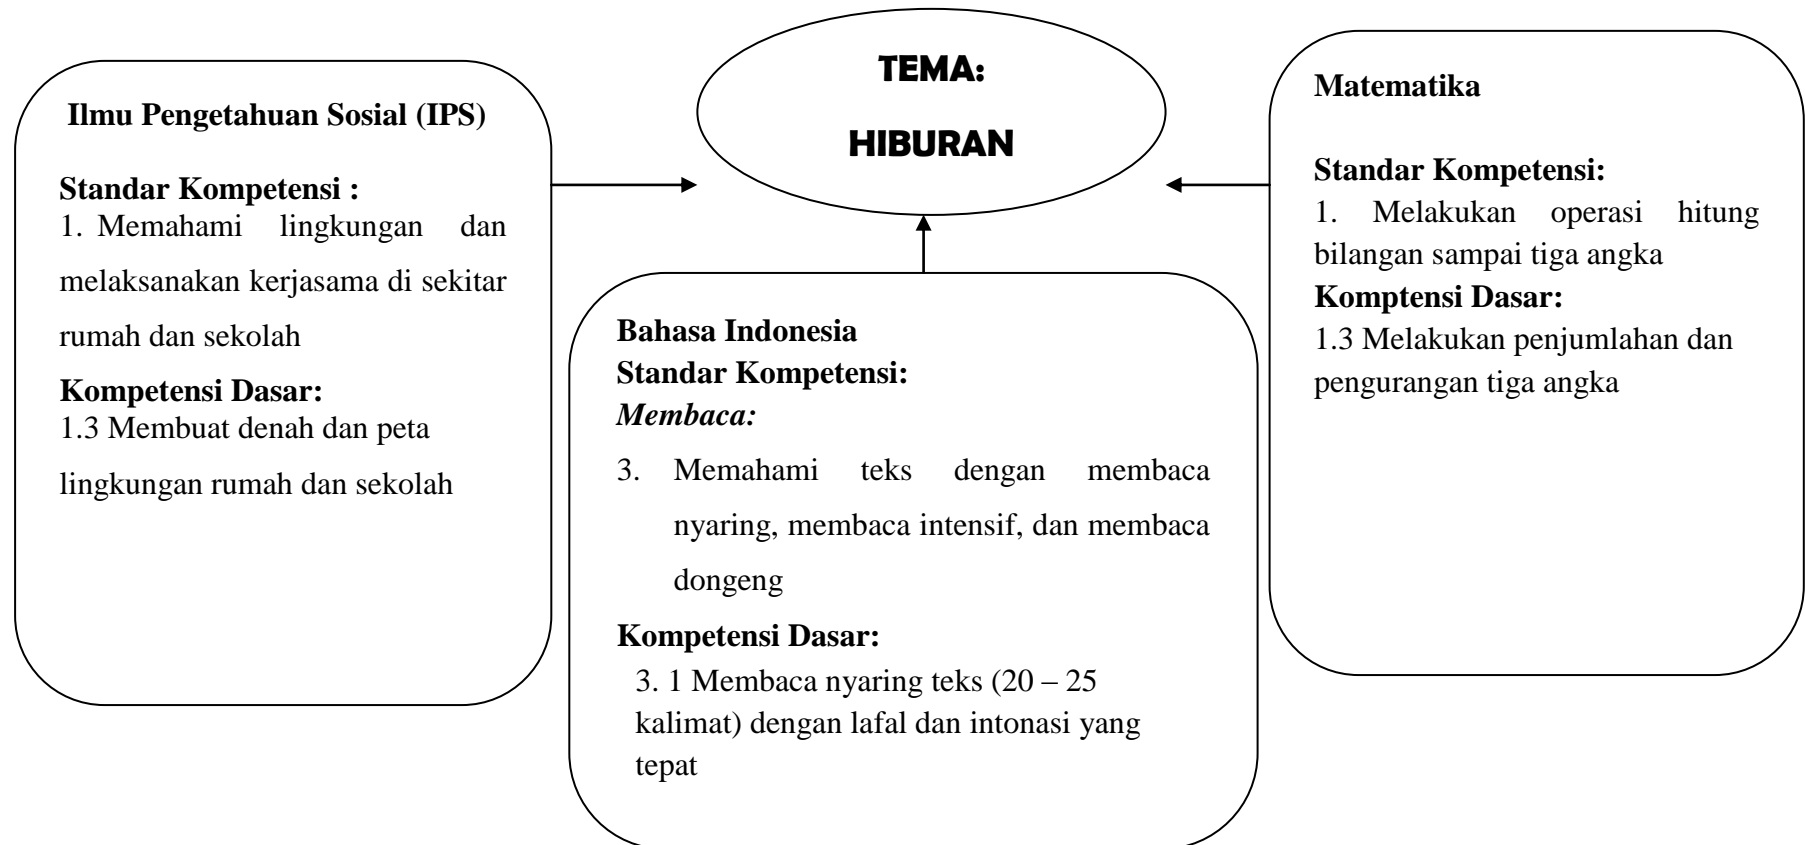 TEMA:
HIBURAN
Ilmu Pengetahuan Sosial (IPS)
Standar Kompetensi :
1. Memahami lingkungan dan
melaksanakan kerjasama di sekitar
rumah dan sekolah
Kompetensi Dasar:
1.3 Membuat denah dan peta
lingkungan rumah dan sekolah
Bahasa Indonesia
Standar Kompetensi:
Membaca:
3. Memahami teks dengan membaca
nyaring, membaca intensif, dan membaca
dongeng
Kompetensi Dasar:
3. 1 Membaca nyaring teks (20 – 25
kalimat) dengan lafal dan intonasi yang
tepat
Matematika
Standar Kompetensi:
1. Melakukan operasi hitung
bilangan sampai tiga angka
Komptensi Dasar:
1.3 Melakukan penjumlahan dan
pengurangan tiga angka